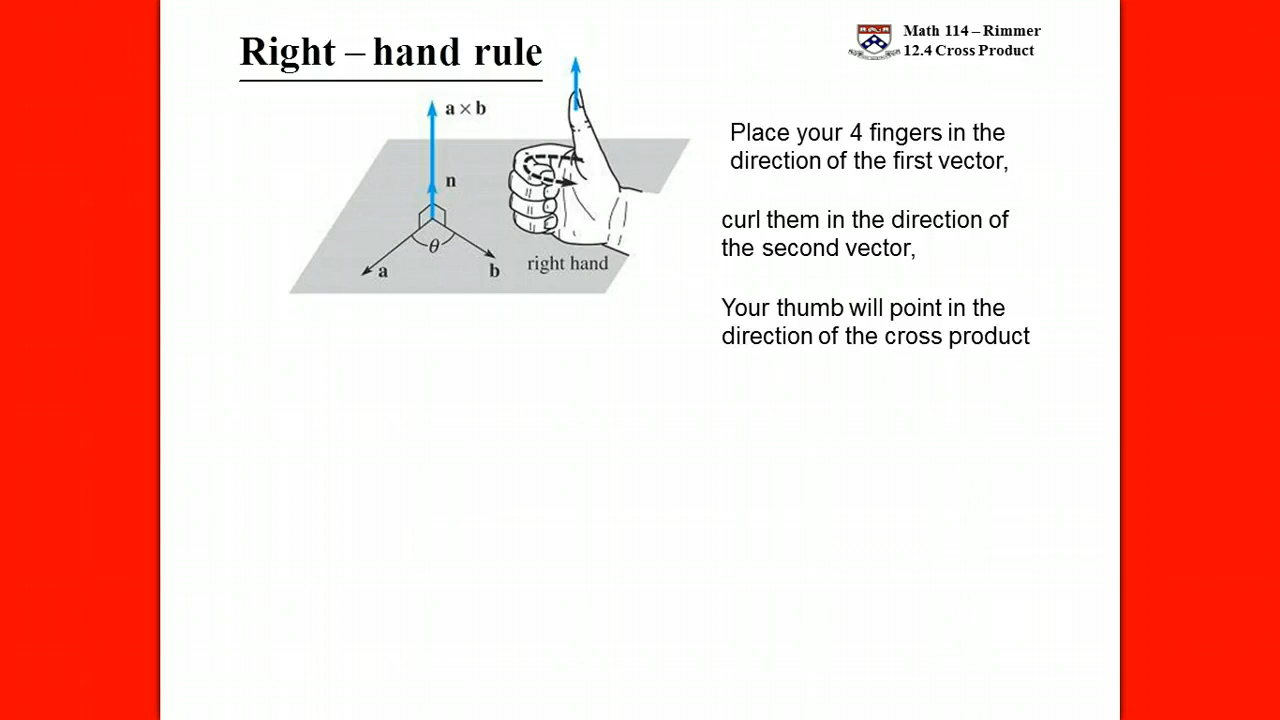 Right – hand rule
Math 114 – Rimmer
12.4 Cross Product
a × b
n
θ
a
b
right hand
Place your 4 fingers in the
direction of the first vector,
curl them in the direction of
the second vector,
Your thumb will point in the
direction of the cross product